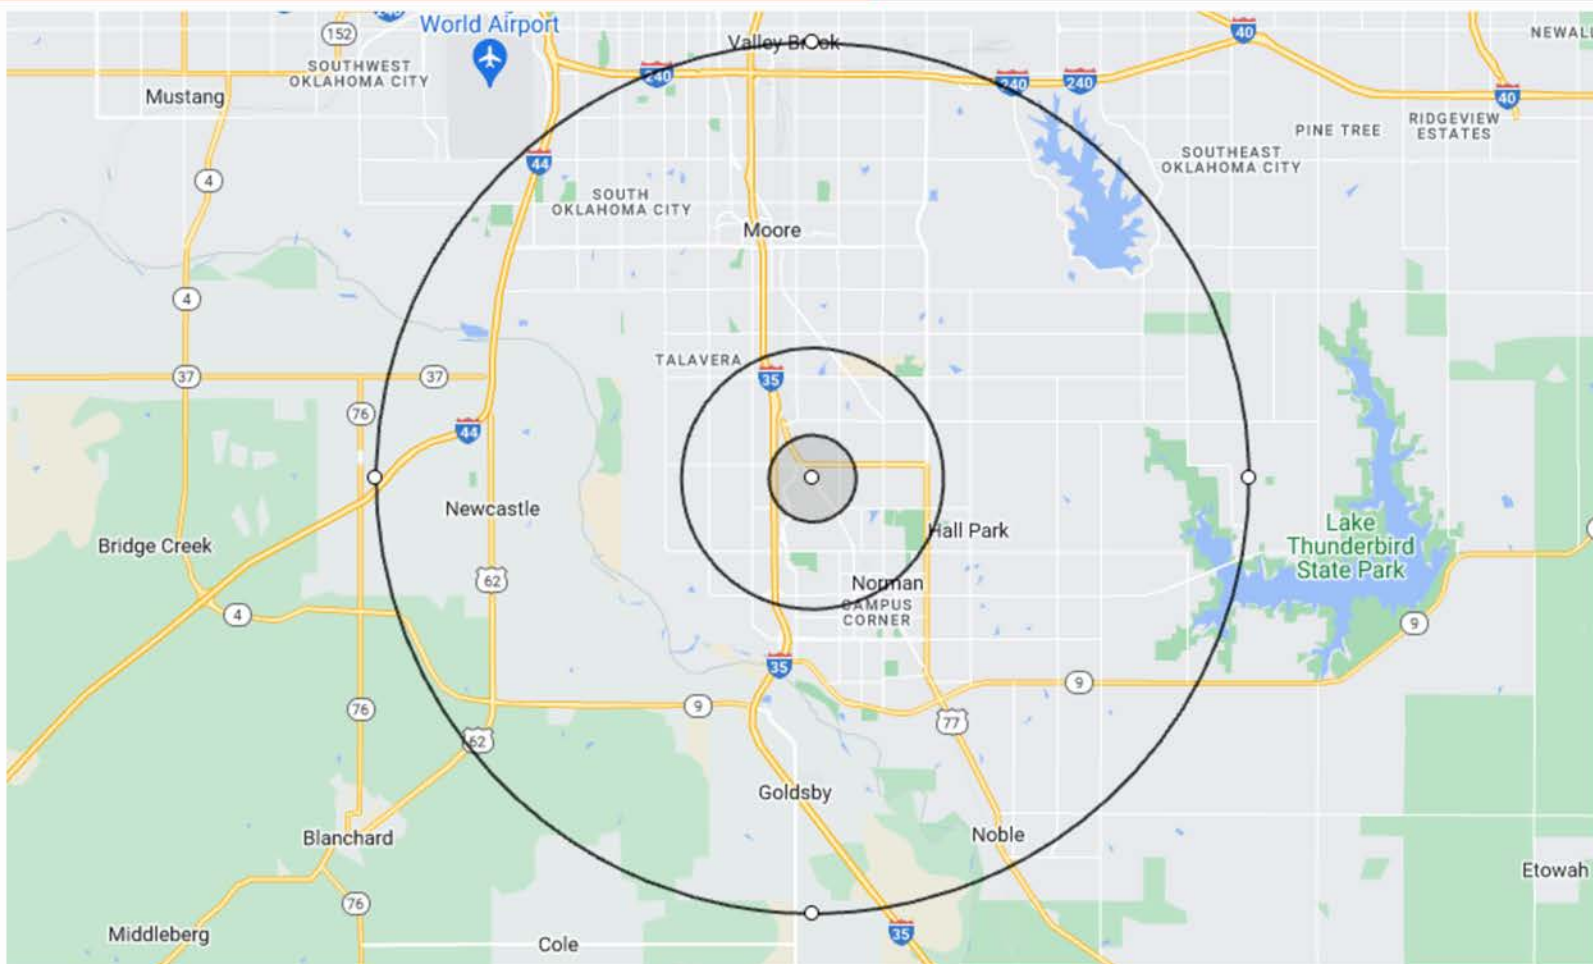 World Airport
152
40
NEWALL
Valley Brook
SOUTHWEST
OKLAHOMA CITY
240
240
240
40
Mustang
RIDGEVIEW
ESTATES
PINE TREE
44
SOUTHEAST
OKLAHOMA CITY
4
SOUTH
OKLAHOMA CITY
Moore
4
TALAVERA
37
37
35
76
44
Newcastle
Hall Park
Lake
Thunderbird
State Park
Bridge Creek
62
Norman
CAMPUS
CORNER
4
9
35
9
76
9
77
62
Goldsby
Blanchard
Noble
Etowah
76
Middleberg
Cole
35